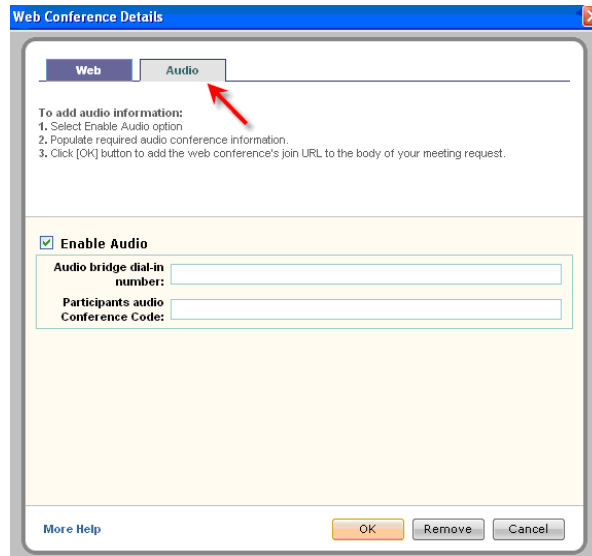 Web Conference Details
Web Audio
To add audio information:
1. Select Enable Audio option
2. Populate required audio conference information.
3. Click [OK] button to add the web conference's join URL to the body of your meeting request.
Enable Audio
Audio bridge dial-in
number:
Participants audio
Conference Code:
More Help OK Remove Cancel